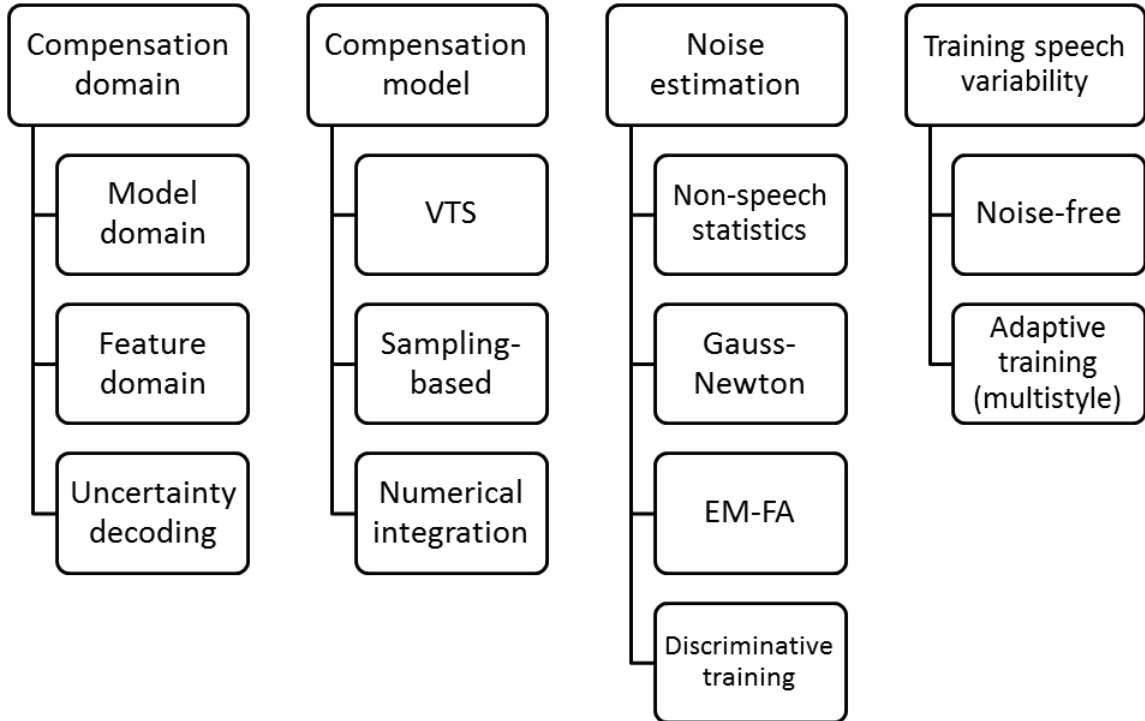 Compensation
domain
Model
domain
Feature
domain
Uncertainty
decoding
Compensation
model
VTS
Sampling-
based
Numerical
integration
Noise
estimation
Non-speech
statistics
Gauss-
Newton
EM-FA
Discriminative
training
Training speech
variability
Noise-free
Adaptive
training
(multistyle)